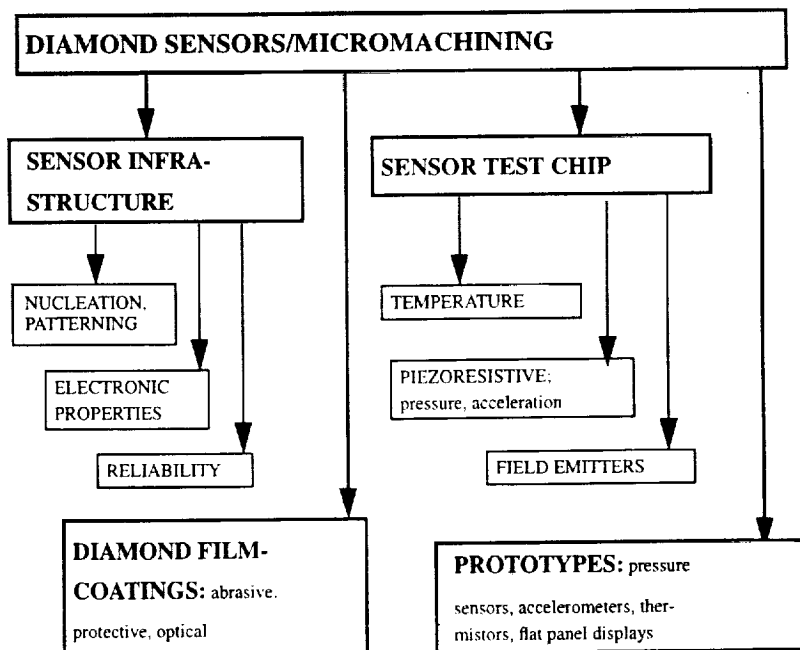 DIAMOND SENSORS/MICROMACHINING
SENSOR INFRA-
STRUCTURE
SENSOR TEST CHIP
NUCLEATION,
PATTERNING
TEMPERATURE
ELECTRONIC
PROPERTIES
PIEZORESISTIVE;
pressure, acceleration
RELIABILITY
FIELD EMITTERS
DIAMOND FILM-
COATINGS: abrasive.
protective, optical
PROTOTYPES: pressure
sensors, accelerometers, ther-
mistors, flat panel displays